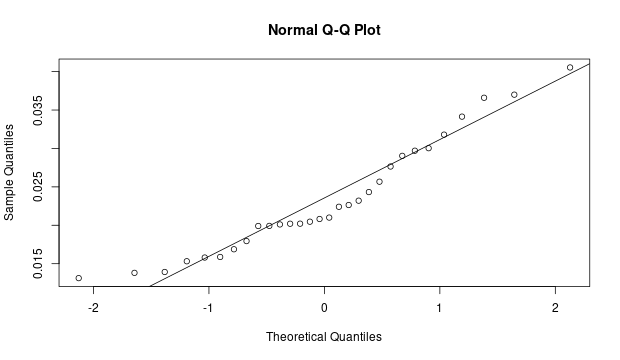 Normal Q-Q Plot
Sample Quantiles
0.035
0.025
0.015
-2 -1 0 1 2
Theoretical Quantiles